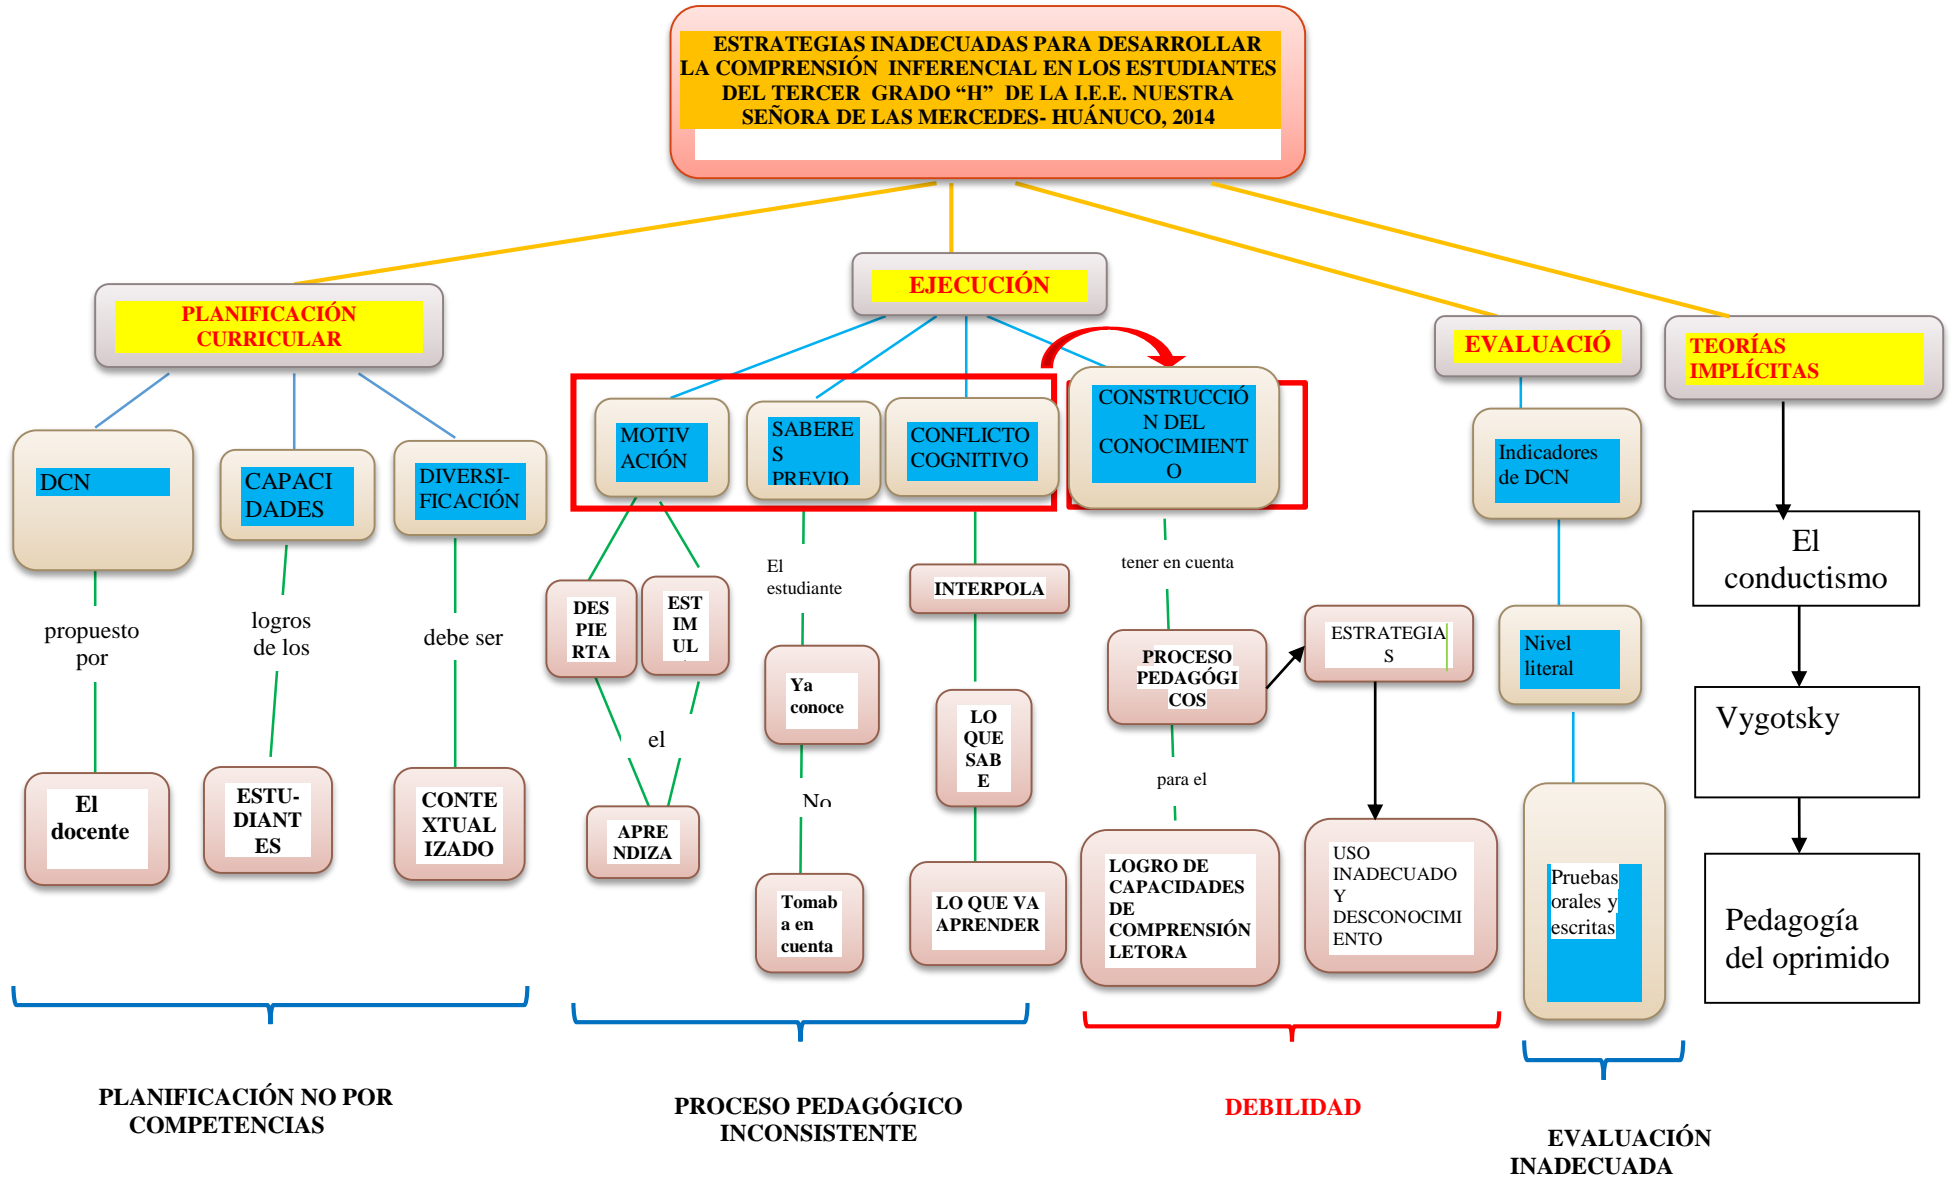 ESTRATEGIAS INADECUADAS PARA DESARROLLAR
LA COMPRENSIÓN INFERENCIAL EN LOS ESTUDIANTES
DEL TERCER GRADO “H” DE LA I.E.E. NUESTRA
SEÑORA DE LAS MERCEDES- HUÁNUCO, 2014
PLANIFICACIÓN
CURRICULAR
EJECUCIÓN
EVALUACIÓ
TEORÍAS
IMPLÍCITAS
DCN
CAPACI
DADES
DIVERSI-
FICACIÓN
MOTIV
ACIÓN
SABERE
S
PREVIO
CONFLICTO
COGNITIVO
CONSTRUCCIÓ
N DEL
CONOCIMIENT
O
Indicadores
de DCN
El
conductismo
propuesto
por
logros
de los
debe ser
DES
PIE
RTA
EST
IM
UL
El
estudiante
INTERPOLA
tener en cuenta
PROCESO
PEDAGÓGI
COS
ESTRATEGIA
S
Nivel
literal
Ya
conoce
LO
QUE
SAB
E
Vygotsky
el
No
para el
El
docente
ESTU-
DIANT
ES
CONTE
XTUAL
IZADO
APRE
NDIZA
Tomab
a en
cuenta
LO QUE VA
APRENDER
LOGRO DE
CAPACIDADES
DE
COMPRENSIÓN
LETORA
USO
INADECUADO
Y
DESCONOCIMI
ENTO
Pruebas
orales y
escritas
Pedagogía
del oprimido
PLANIFICACIÓN NO POR
COMPETENCIAS
PROCESO PEDAGÓGICO
INCONSISTENTE
DEBILIDAD
EVALUACIÓN
INADECUADA